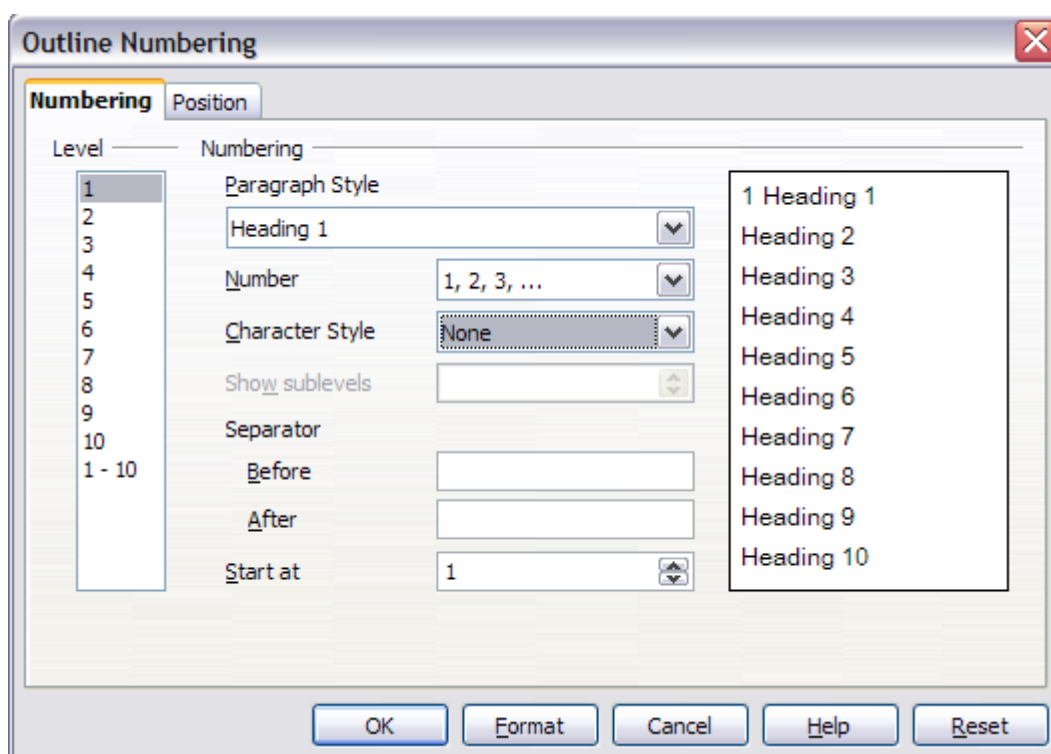 Outline Numbering
Numbering Position
Level Numbering
1
2
3
4
5
6
7
8
9
10
1 - 10
Paragraph Style
Heading 1
Number 1, 2, 3, ...
Character Style None
Show sublevels
Separator
Before
After
Start at 1
1 Heading 1
Heading 2
Heading 3
Heading 4
Heading 5
Heading 6
Heading 7
Heading 8
Heading 9
Heading 10
OK Format Cancel Help Reset